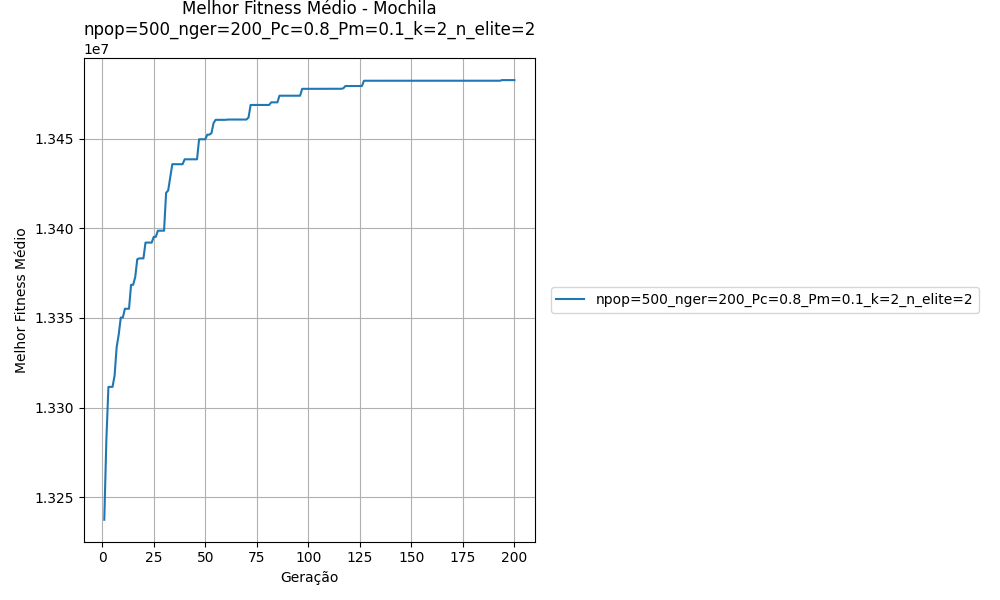 Melhor Fitness Médio - Mochila
npop=500_nger=200_Pc=0.8_Pm=0.1_k=2_n_elite=2
1e7
1.345
1.340
1.335
1.330
1.325
Melhor Fitness Médio
0 25 50 75 100 125 150 175 200
Geração
npop=500_nger=200_Pc=0.8_Pm=0.1_k=2_n_elite=2